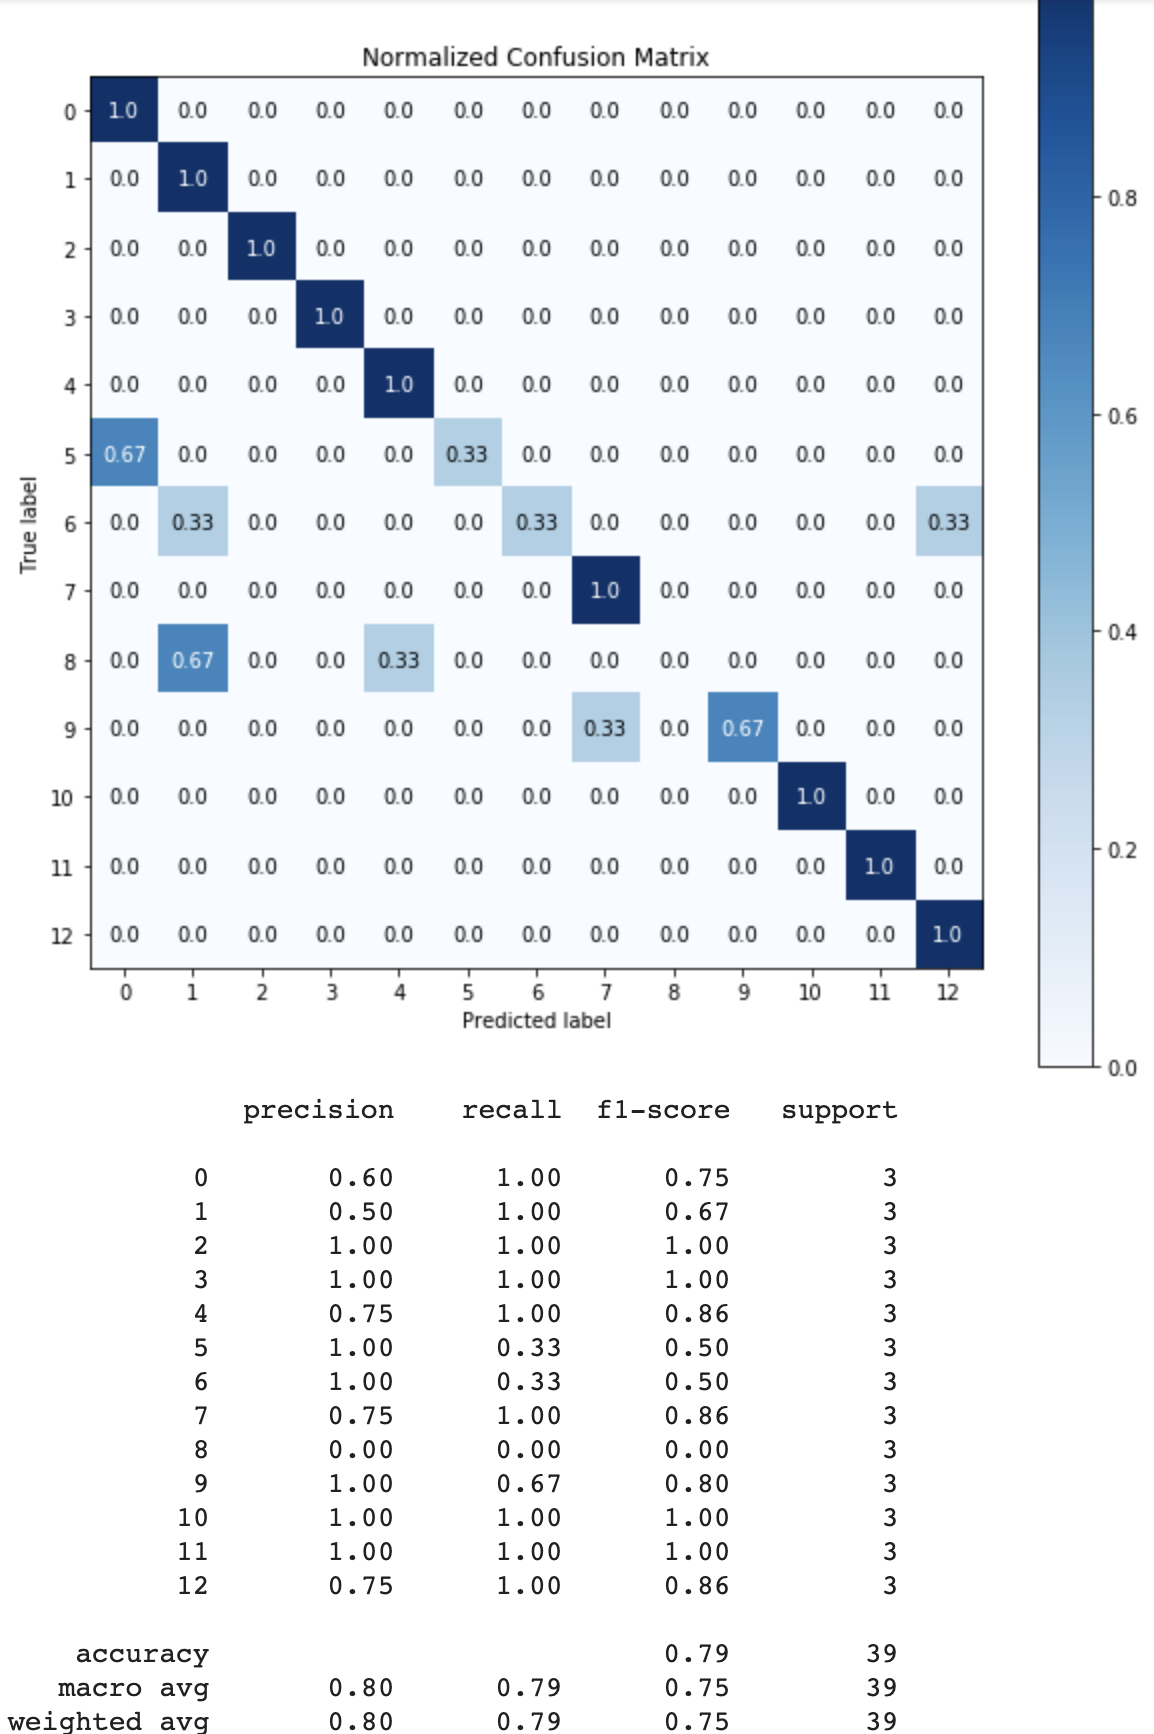 Normalized Confusion Matrix
0 1.0 0.0 0.0 0.0 0.0 0.0 0.0 0.0 0.0 0.0 0.0 0.0 0.0
1 0.0 1.0 0.0 0.0 0.0 0.0 0.0 0.0 0.0 0.0 0.0 0.0 0.0
2 0.0 0.0 1.0 0.0 0.0 0.0 0.0 0.0 0.0 0.0 0.0 0.0 0.0
3 0.0 0.0 0.0 1.0 0.0 0.0 0.0 0.0 0.0 0.0 0.0 0.0 0.0
4 0.0 0.0 0.0 0.0 1.0 0.0 0.0 0.0 0.0 0.0 0.0 0.0 0.0
5 0.67 0.0 0.0 0.0 0.0 0.33 0.0 0.0 0.0 0.0 0.0 0.0 0.0
6 0.0 0.33 0.0 0.0 0.0 0.0 0.33 0.0 0.0 0.0 0.0 0.0 0.33
7 0.0 0.0 0.0 0.0 0.0 0.0 0.0 1.0 0.0 0.0 0.0 0.0 0.0
8 0.0 0.67 0.0 0.0 0.33 0.0 0.0 0.0 0.0 0.0 0.0 0.0 0.0
9 0.0 0.0 0.0 0.0 0.0 0.0 0.0 0.33 0.0 0.67 0.0 0.0 0.0
10 0.0 0.0 0.0 0.0 0.0 0.0 0.0 0.0 0.0 0.0 1.0 0.0 0.0
11 0.0 0.0 0.0 0.0 0.0 0.0 0.0 0.0 0.0 0.0 0.0 1.0 0.0
12 0.0 0.0 0.0 0.0 0.0 0.0 0.0 0.0 0.0 0.0 0.0 0.0 1.0
0 1 2 3 4 5 6 7 8 9 10 11 12
True label
Predicted label
0.8
0.6
0.4
0.2
0.0
precision recall f1-score support
0 0.60 1.00 0.75 3
1 0.50 1.00 0.67 3
2 1.00 1.00 1.00 3
3 1.00 1.00 1.00 3
4 0.75 1.00 0.86 3
5 1.00 0.33 0.50 3
6 1.00 0.33 0.50 3
7 0.75 1.00 0.86 3
8 0.00 0.00 0.00 3
9 1.00 0.67 0.80 3
10 1.00 1.00 1.00 3
11 1.00 1.00 1.00 3
12 0.75 1.00 0.86 3
accuracy 0.79 39
macro avg 0.80 0.79 0.75 39
weighted avg 0.80 0.79 0.75 39